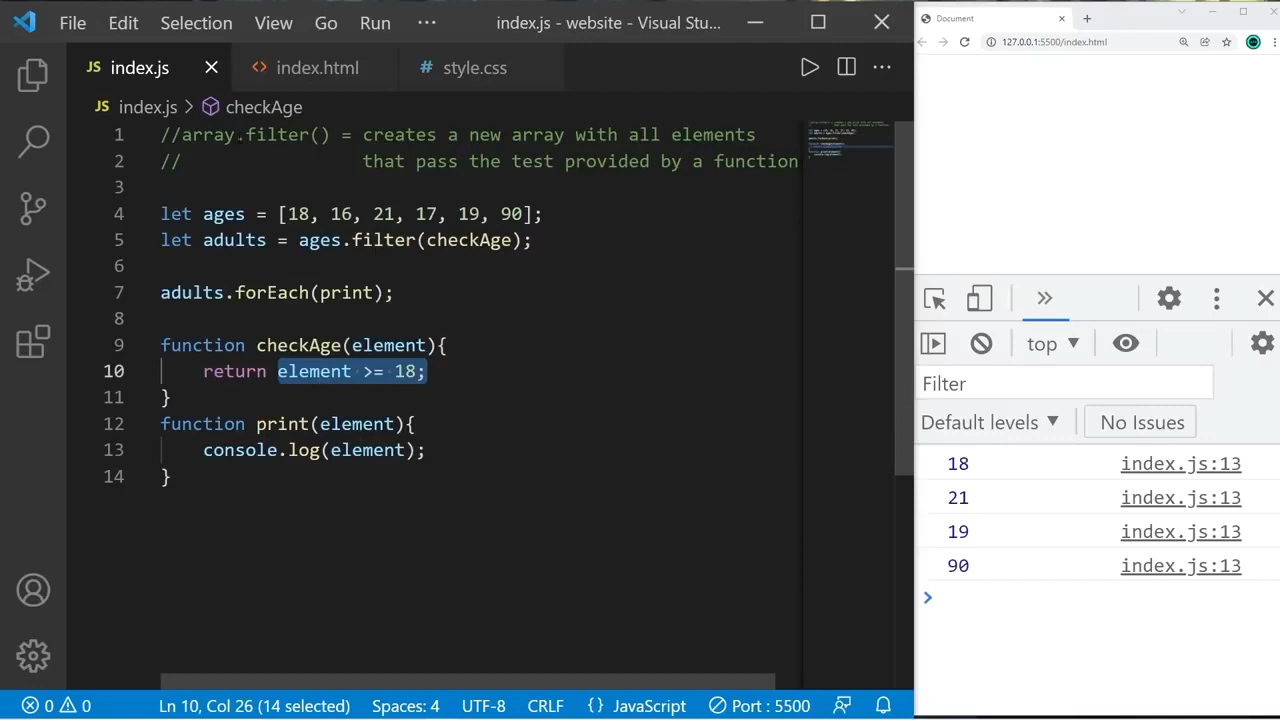 File Edit Selection View Go Run ··· index.js - website - Visual Stu...
JS index.js <> index.html # style.css ···
JS index.js > checkAge
1 //array.filter() = creates a new array with all elements
2 // that pass the test provided by a function
3
4 let ages = [18, 16, 21, 17, 19, 90];
5 let adults = ages.filter(checkAge);
6
7 adults.forEach(print);
8
9 function checkAge(element){
10 return element >= 18;
11 }
12 function print(element){
13 console.log(element);
14 }
0 0 Ln 10, Col 26 (14 selected) Spaces: 4 UTF-8 CRLF {} JavaScript Port : 5500
Document
127.0.0.1:5500/index.html
top
Filter
Default levels No Issues
18 index.js:13
21 index.js:13
19 index.js:13
90 index.js:13